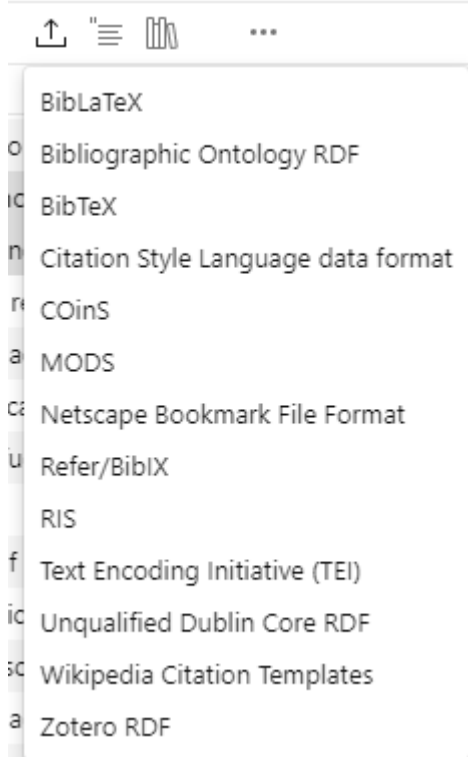 BibLaTeX
Bibliographic Ontology RDF
BibTeX
Citation Style Language data format
COinS
MODS
Netscape Bookmark File Format
Refer/BibIX
RIS
Text Encoding Initiative (TEI)
Unqualified Dublin Core RDF
Wikipedia Citation Templates
Zotero RDF